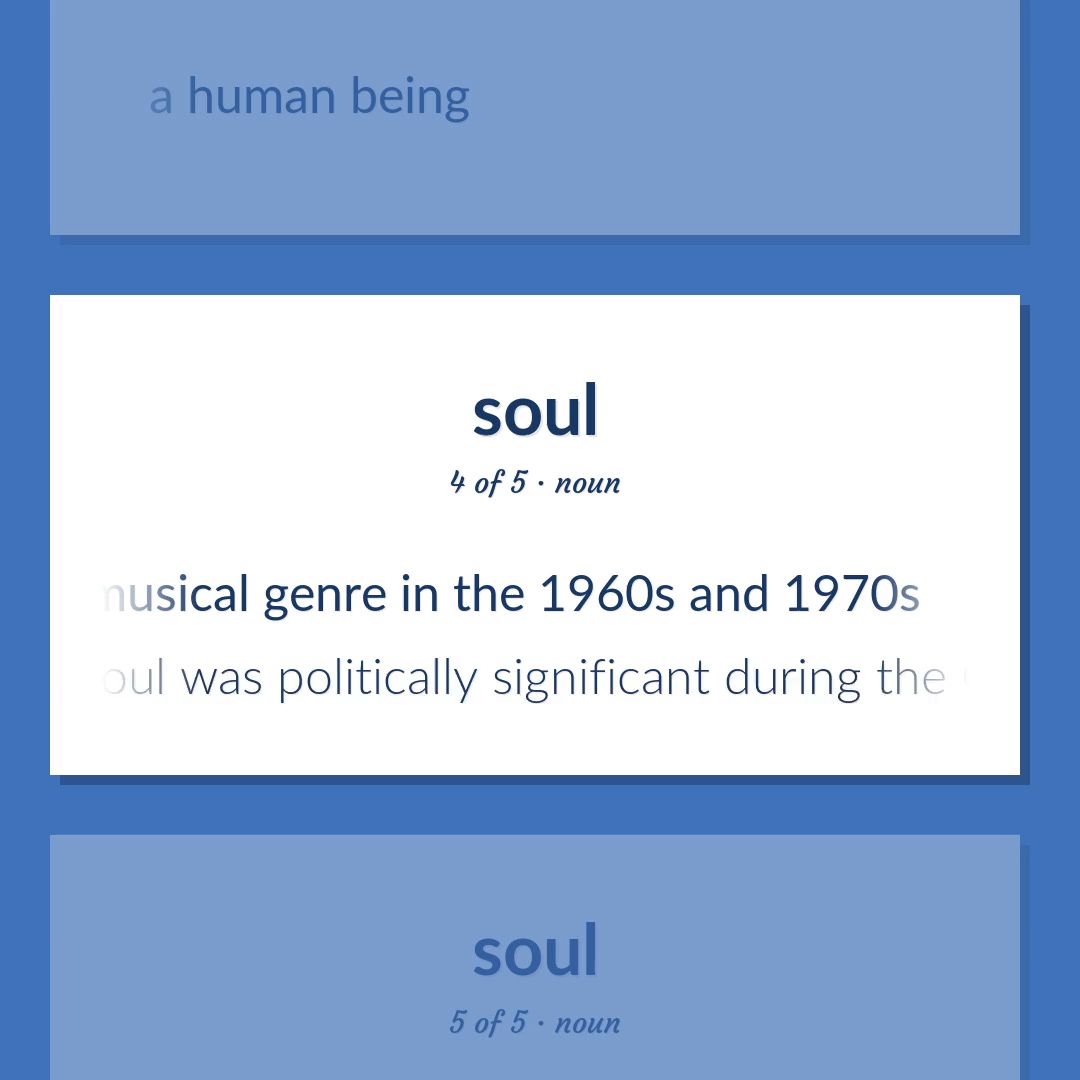 a human being
soul
4 of 5 · noun
musical genre in the 1960s and 1970s
soul was politically significant during the
soul
5 of 5 · noun